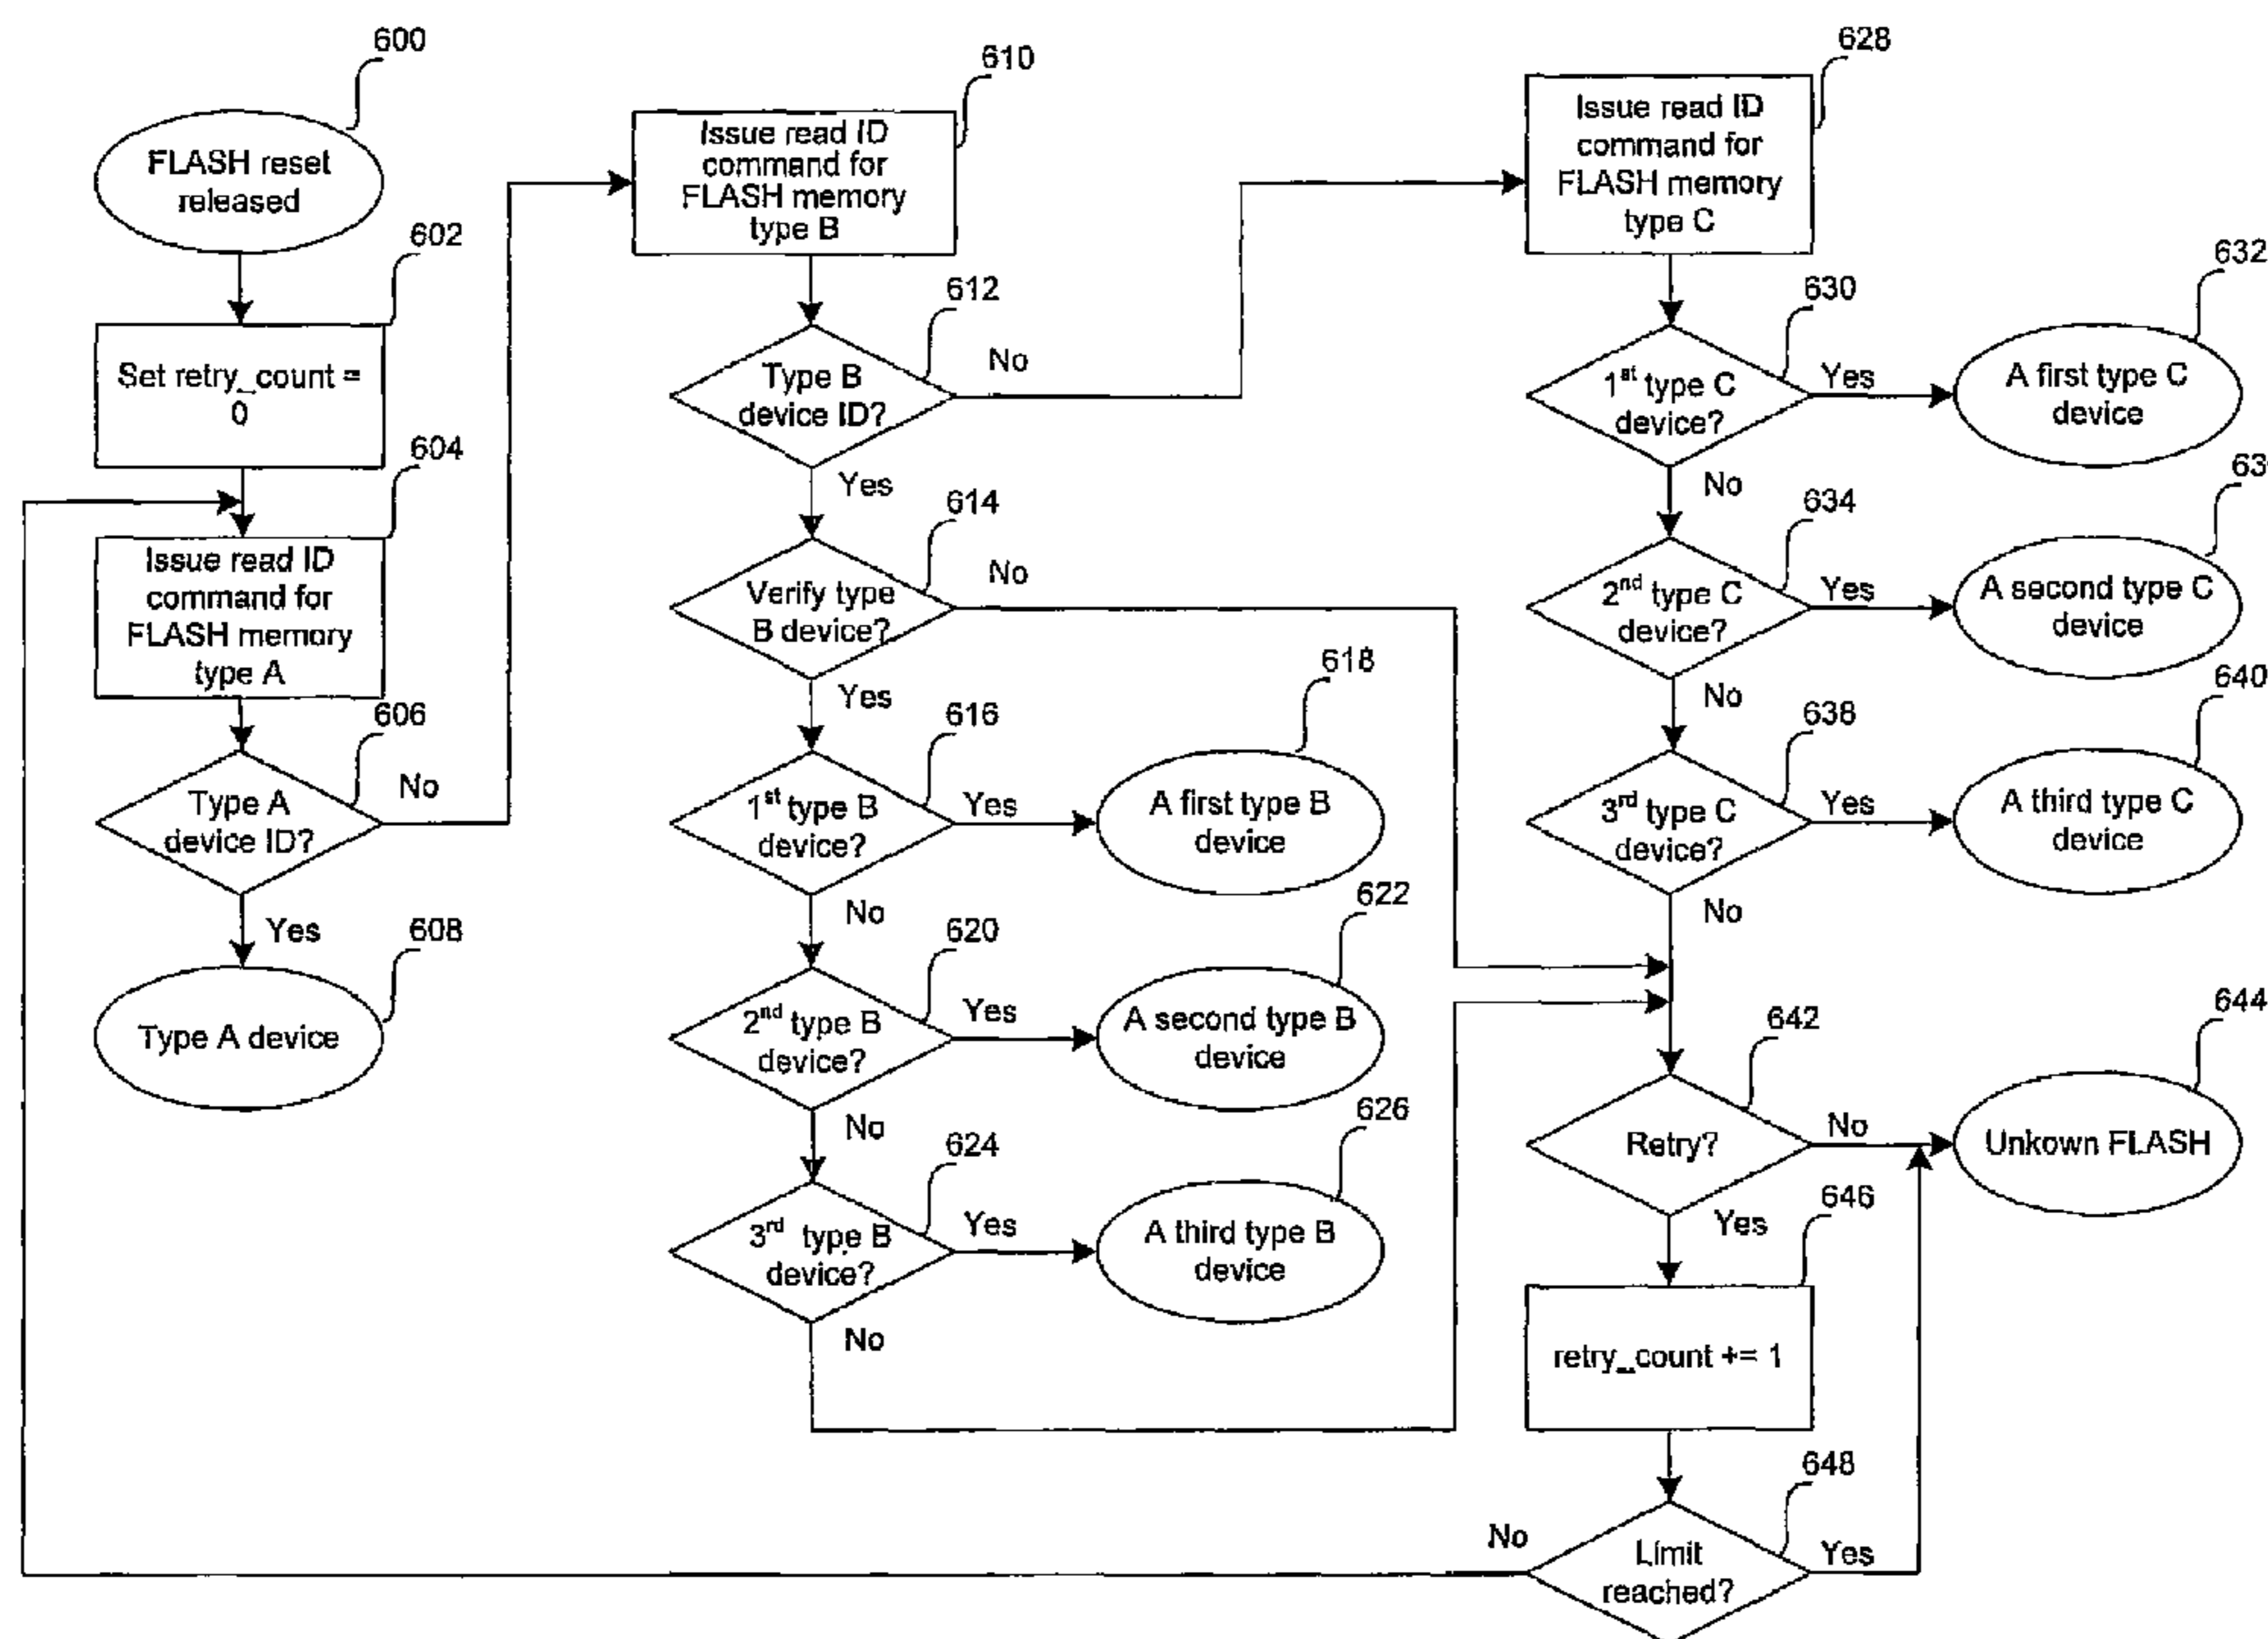 600
FLASH reset
released
602
Set retry_count =
0
604
Issue read ID
command for
FLASH memory
type A
606
Type A
device ID?
No
Yes
608
Type A device
610
Issue read ID
command for
FLASH memory
type B
612
Type B
device ID?
No
Yes
614
Verify type
B device?
No
Yes
616
1st type B
device?
Yes
618
A first type B
device
No
620
2nd type B
device?
Yes
622
A second type B
device
No
624
3rd type B
device?
Yes
626
A third type B
device
No
628
Issue read ID
command for
FLASH memory
type C
630
1st type C
device?
Yes
632
A first type C
device
No
634
2nd type C
device?
Yes
63
A second type C
device
No
638
3rd type C
device?
Yes
640
A third type C
device
No
642
Retry?
No
644
Unkown FLASH
Yes
646
retry_count += 1
648
Limit
reached?
No
Yes